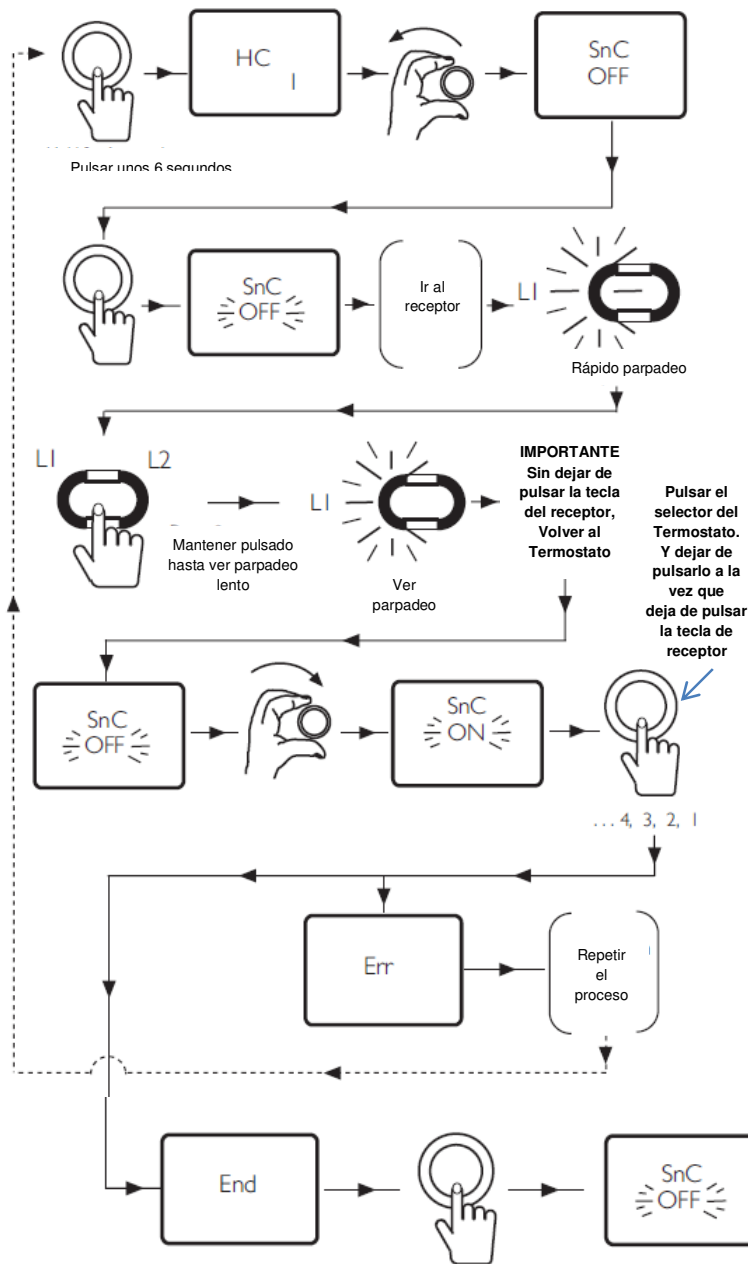 HC
1
SnC
OFF
Pulsar unos 6 segundos
SnC
OFF
Ir al
receptor
L1
Rápido parpadeo
L1
L2
Mantener pulsado
hasta ver parpadeo
lento
L1
Ver
parpadeo
IMPORTANTE
Sin dejar de
pulsar la tecla
del receptor,
Volver al
Termostato
Pulsar el
selector del
Termostato.
Y dejar de
pulsarlo a la
vez que
deja de pulsar
la tecla de
receptor
SnC
OFF
SnC
ON
... 4, 3, 2, 1
Err
Repetir
el
proceso
End
SnC
OFF